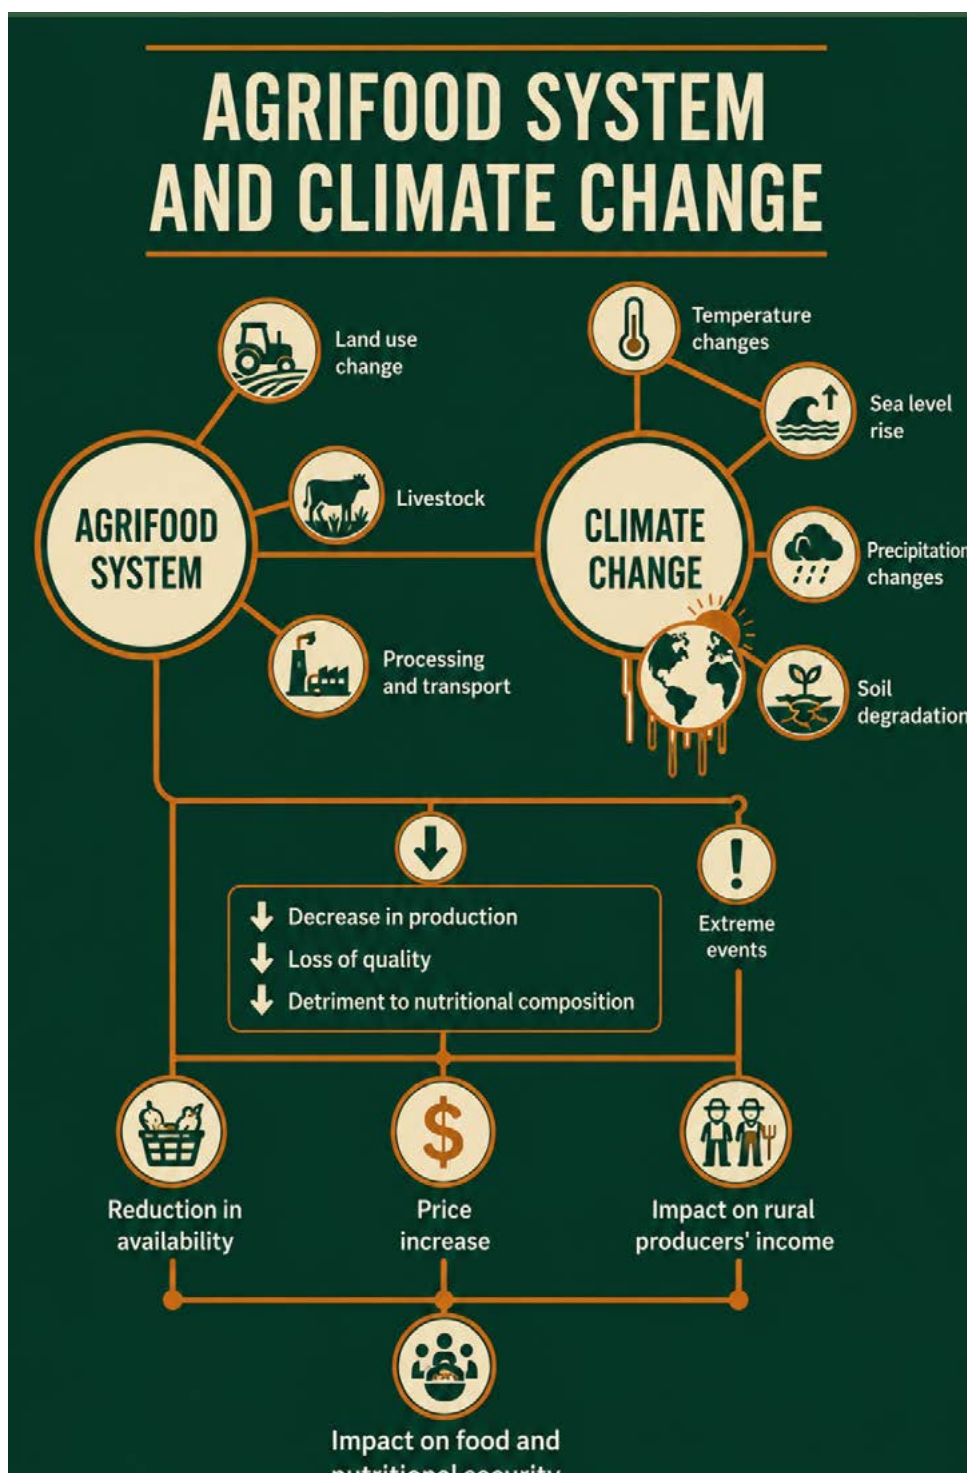 AGRIFOOD SYSTEM
AND CLIMATE CHANGE
Land use
change
Livestock
AGRIFOOD
SYSTEM
Processing
and transport
Temperature
changes
Sea level
rise
CLIMATE
CHANGE
Precipitation
changes
Soil
degradation
Decrease in production
Loss of quality
Detriment to nutritional composition
!
Extreme
events
$
Reduction in
availability
Price
increase
Impact on rural
producers' income
Impact on food and
nutritional security